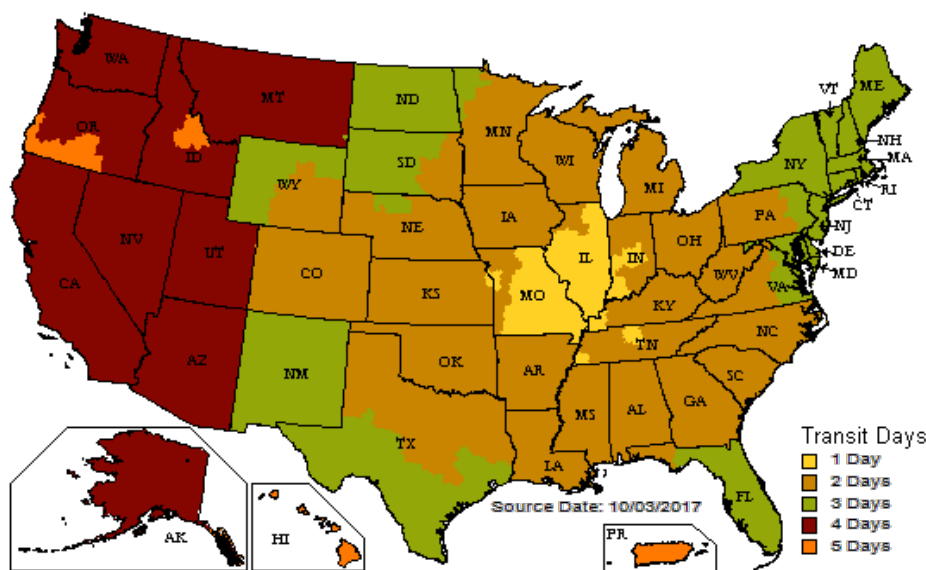 WA
MT
ND
MN
VT
ME
OR
ID
SD
WI
NH
MA
WY
MI
NY
RI
CT
IA
NE
PA
NJ
NV
UT
CO
IL
IN
OH
DE
MD
CA
KS
MO
WV
VA
KY
NC
TN
AZ
NM
OK
AR
SC
MS
AL
GA
TX
LA
FL
Transit Days
1 Day
2 Days
3 Days
4 Days
5 Days
Source Date: 10/03/2017
AK
HI
PR